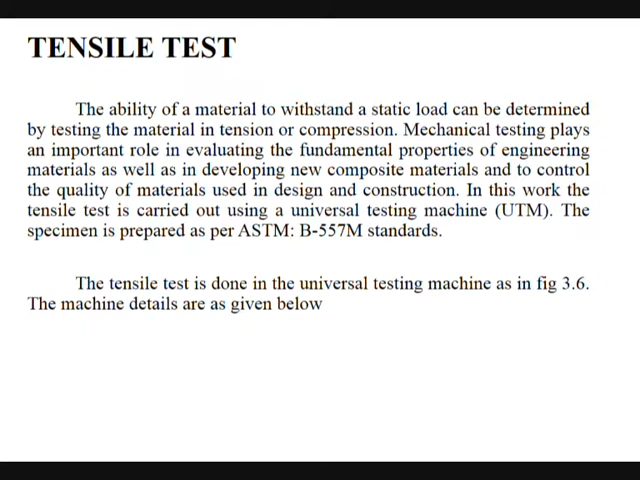 TENSILE TEST
The ability of a material to withstand a static load can be determined
by testing the material in tension or compression. Mechanical testing plays
an important role in evaluating the fundamental properties of engineering
materials as well as in developing new composite materials and to control
the quality of materials used in design and construction. In this work the
tensile test is carried out using a universal testing machine (UTM). The
specimen is prepared as per ASTM: B-557M standards.
The tensile test is done in the universal testing machine as in fig 3.6.
The machine details are as given below